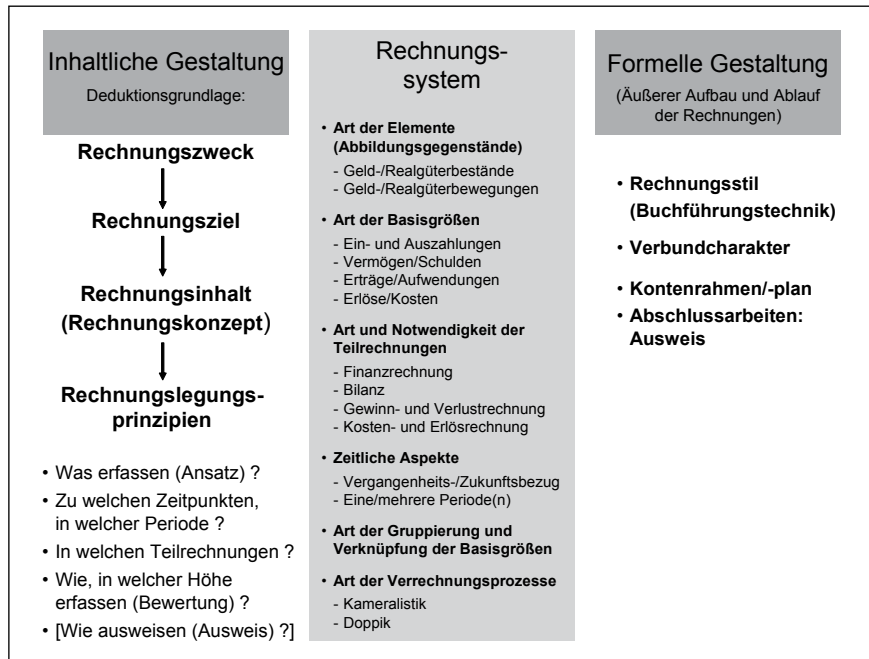 Inhaltliche Gestaltung
Deduktionsgrundlage:
Rechnungszweck
Rechnungsziel
Rechnungsinhalt
(Rechnungskonzept)
Rechnungslegungs-
prinzipien
• Was erfassen (Ansatz) ?
• Zu welchen Zeitpunkten,
in welcher Periode ?
• In welchen Teilrechnungen ?
• Wie, in welcher Höhe
erfassen (Bewertung) ?
• [Wie ausweisen (Ausweis) ?]
Rechnungs-
system
• Art der Elemente
(Abbildungsgegenstände)
- Geld-/Realgüterbestände
- Geld-/Realgüterbewegungen
• Art der Basisgrößen
- Ein- und Auszahlungen
- Vermögen/Schulden
- Erträge/Aufwendungen
- Erlöse/Kosten
• Art und Notwendigkeit der
Teilrechnungen
- Finanzrechnung
- Bilanz
- Gewinn- und Verlustrechnung
- Kosten- und Erlösrechnung
• Zeitliche Aspekte
- Vergangenheits-/Zukunftsbezug
- Eine/mehrere Periode(n)
• Art der Gruppierung und
Verknüpfung der Basisgrößen
• Art der Verrechnungsprozesse
- Kameralistik
- Doppik
Formelle Gestaltung
(Äußerer Aufbau und Ablauf
der Rechnungen)
• Rechnungsstil
(Buchführungstechnik)
• Verbundcharakter
• Kontenrahmen/-plan
• Abschlussarbeiten:
Ausweis